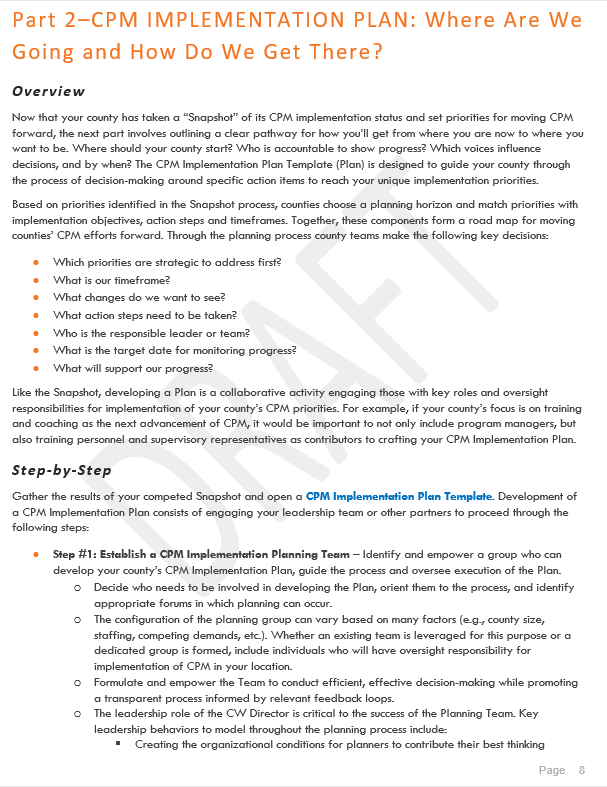 Part 2–CPM IMPLEMENTATION PLAN: Where Are We
Going and How Do We Get There?
Overview
Now that your county has taken a “Snapshot” of its CPM implementation status and set priorities for moving CPM
forward, the next part involves outlining a clear pathway for how you’ll get from where you are now to where you
want to be. Where should your county start? Who is accountable to show progress? Which voices influence
decisions, and by when? The CPM Implementation Plan Template (Plan) is designed to guide your county through
the process of decision-making around specific action items to reach your unique implementation priorities.
Based on priorities identified in the Snapshot process, counties choose a planning horizon and match priorities with
implementation objectives, action steps and timeframes. Together, these components form a road map for moving
counties’ CPM efforts forward. Through the planning process county teams make the following key decisions:
• Which priorities are strategic to address first?
• What is our timeframe?
• What changes do we want to see?
• What action steps need to be taken?
• Who is the responsible leader or team?
• What is the target date for monitoring progress?
• What will support our progress?
Like the Snapshot, developing a Plan is a collaborative activity engaging those with key roles and oversight
responsibilities for implementation of your county’s CPM priorities. For example, if your county’s focus is on training
and coaching as the next advancement of CPM, it would be important to not only include program managers, but
also training personnel and supervisory representatives as contributors to crafting your CPM Implementation Plan.
Step-by-Step
Gather the results of your competed Snapshot and open a CPM Implementation Plan Template. Development of
a CPM Implementation Plan consists of engaging your leadership team or other partners to proceed through the
following steps:
• Step #1: Establish a CPM Implementation Planning Team – Identify and empower a group who can
develop your county’s CPM Implementation Plan, guide the process and oversee execution of the Plan.
o Decide who needs to be involved in developing the Plan, orient them to the process, and identify
appropriate forums in which planning can occur.
o The configuration of the planning group can vary based on many factors (e.g., county size,
staffing, competing demands, etc.). Whether an existing team is leveraged for this purpose or a
dedicated group is formed, include individuals who will have oversight responsibility for
implementation of CPM in your location.
o Formulate and empower the Team to conduct efficient, effective decision-making while promoting
a transparent process informed by relevant feedback loops.
o The leadership role of the CW Director is critical to the success of the Planning Team. Key
leadership behaviors to model throughout the planning process include:
▪ Creating the organizational conditions for planners to contribute their best thinking
Page 8
DRAFT